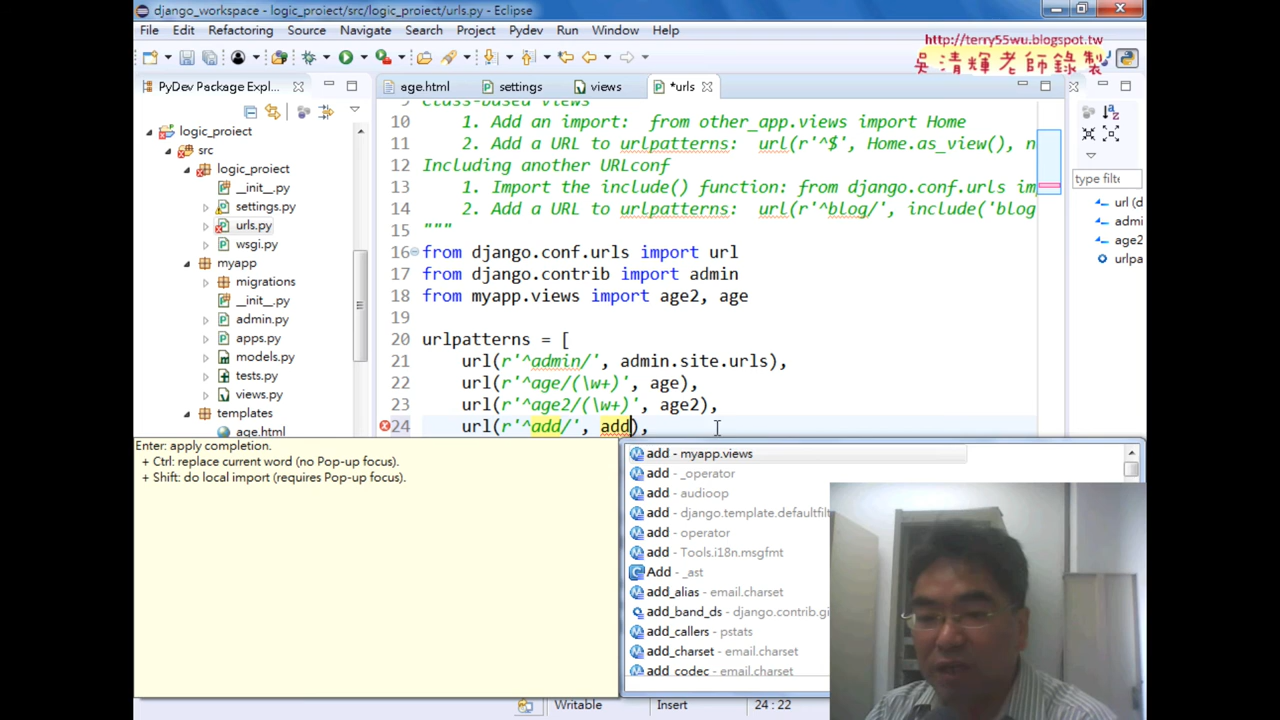 django_workspace - logic_proiect/src/logic_proiect/urls.py - Eclipse
File Edit Refactoring Source Navigate Search Project Pydev Run Window Help
http://terry55wu.blogspot.tw
吳清輝老師錄製
PyDev Package Expl...
age.html
settings
views
*urls
logic_proiect
src
logic_proiect
__init__.py
settings.py
urls.py
wsgi.py
myapp
migrations
__init__.py
admin.py
apps.py
models.py
tests.py
views.py
templates
age.html
9 Class-based views
10 1. Add an import: from other_app.views import Home
11 2. Add a URL to urlpatterns: url(r'^$', Home.as_view(), n
12 Including another URLconf
13 1. Import the include() function: from django.conf.urls im
14 2. Add a URL to urlpatterns: url(r'^blog/', include('blog
15 """
16 from django.conf.urls import url
17 from django.contrib import admin
18 from myapp.views import age2, age
19
20 urlpatterns = [
21 url(r'^admin/', admin.site.urls),
22 url(r'^age/(\w+)', age),
23 url(r'^age2/(\w+)', age2),
24 url(r'^add/', add),
type filte
url (d
admi
age2
urlpa
Enter: apply completion.
+ Ctrl: replace current word (no Pop-up focus).
+ Shift: do local import (requires Pop-up focus).
add - myapp.views
add - _operator
add - audioop
add - django.template.defaultfilt
add - operator
add - Tools.i18n.msgfmt
Add - _ast
add_alias - email.charset
add_band_ds - django.contrib.gi
add_callers - pstats
add_charset - email.charset
add_codec - email.charset
Writable
Insert
24 : 22